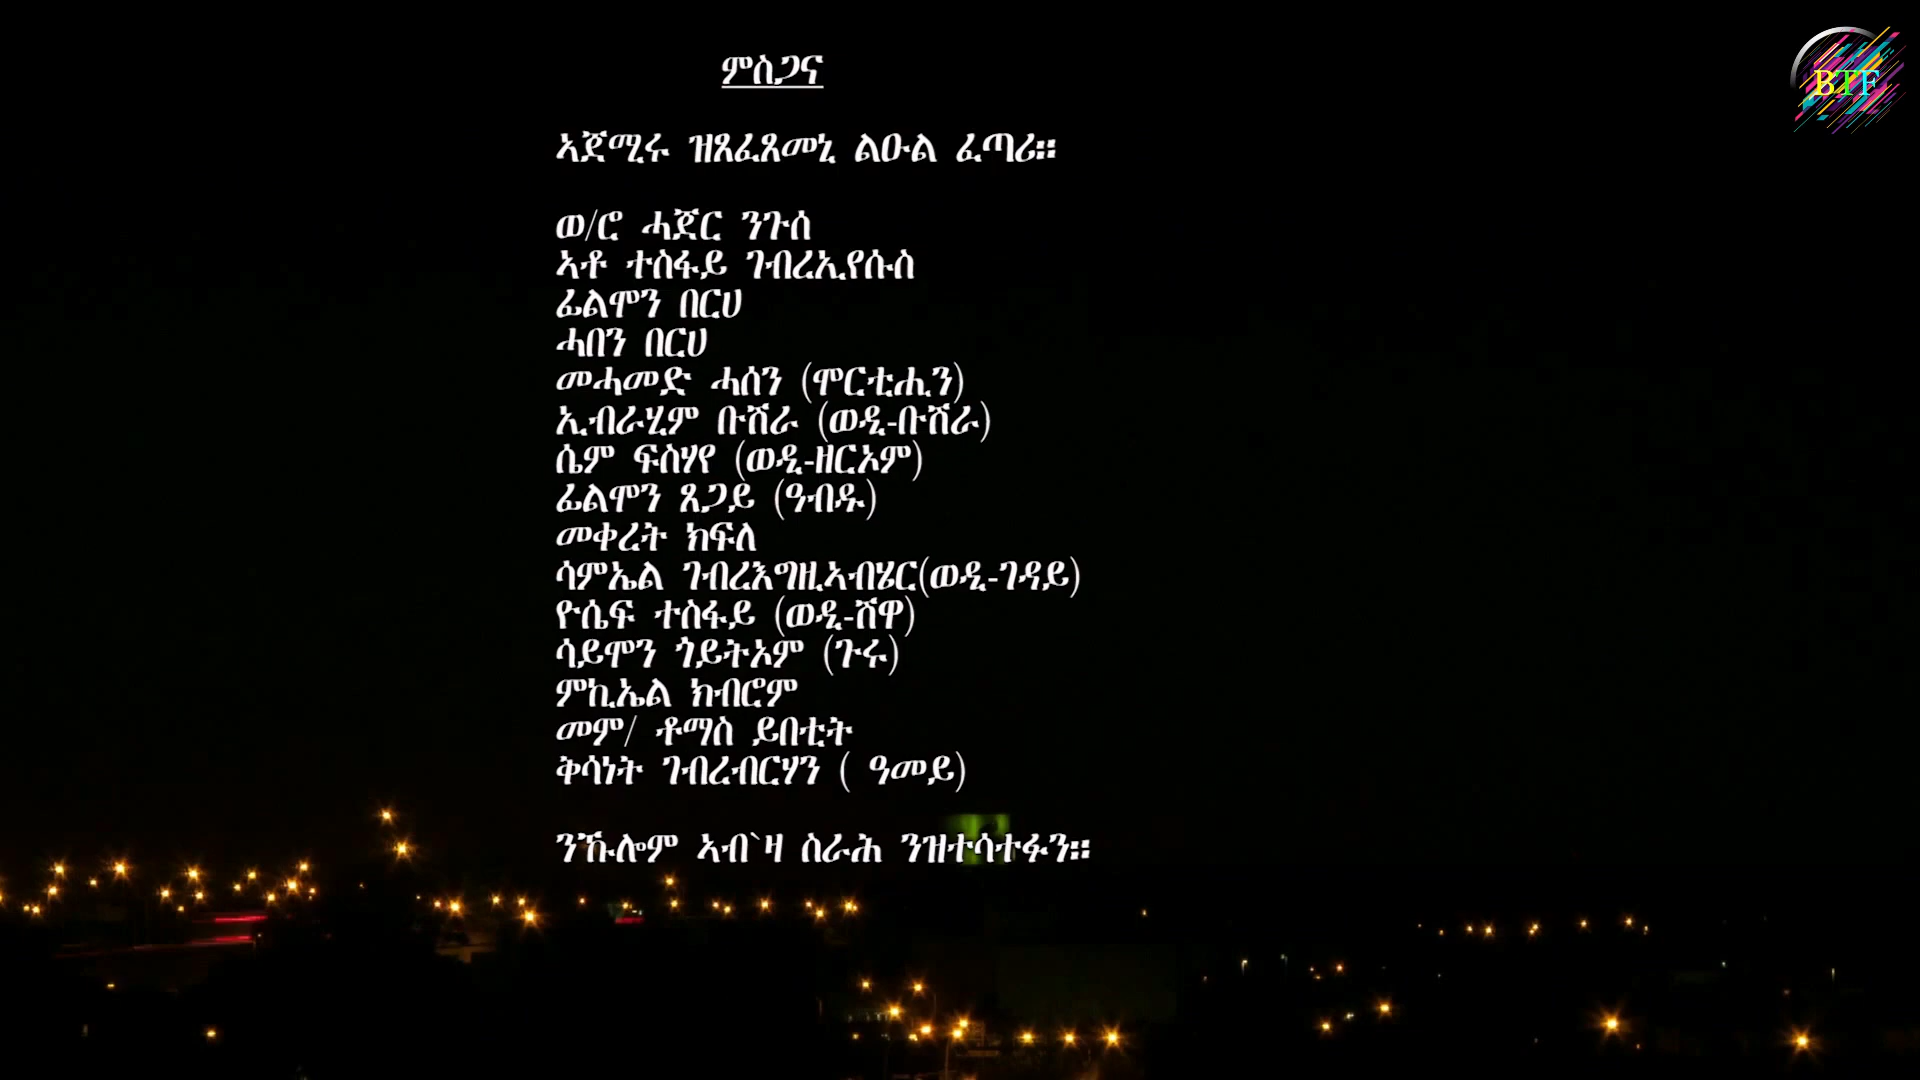 ምስጋና
BTF
ኣጀሚሩ ዝጸፈጸመኒ ልዑል ፈጣሪ፡፡
ወ/ሮ ሓጀር ንጉሰ
ኣቶ ተስፋይ ገብረኢየሱስ
ፊልሞን በርሀ
ሓበን በርሀ
መሓመድ ሓሰን (ሞርቲሒን)
ኢብራሂም ቡሽራ (ወዲ-ቡሽራ)
ሴም ፍስሃየ (ወዲ-ዘርኦም)
ፊልሞን ጸጋይ (ዓብዱ)
መቀረት ክፍለ
ሳምኤል ገብረእግዚኣብሄር(ወዲ-ገዳይ)
ዮሴፍ ተስፋይ (ወዲ-ሸዋ)
ሳይሞን ጎይትኦም (ጉሩ)
ምኪኤል ክብሮም
መም/ ቶማስ ይበቲት
ቅሳነት ገብረብርሃን ( ዓመይ)
ንኹሎም ኣብ`ዛ ስራሕ ንዝተሳተፉን፡፡